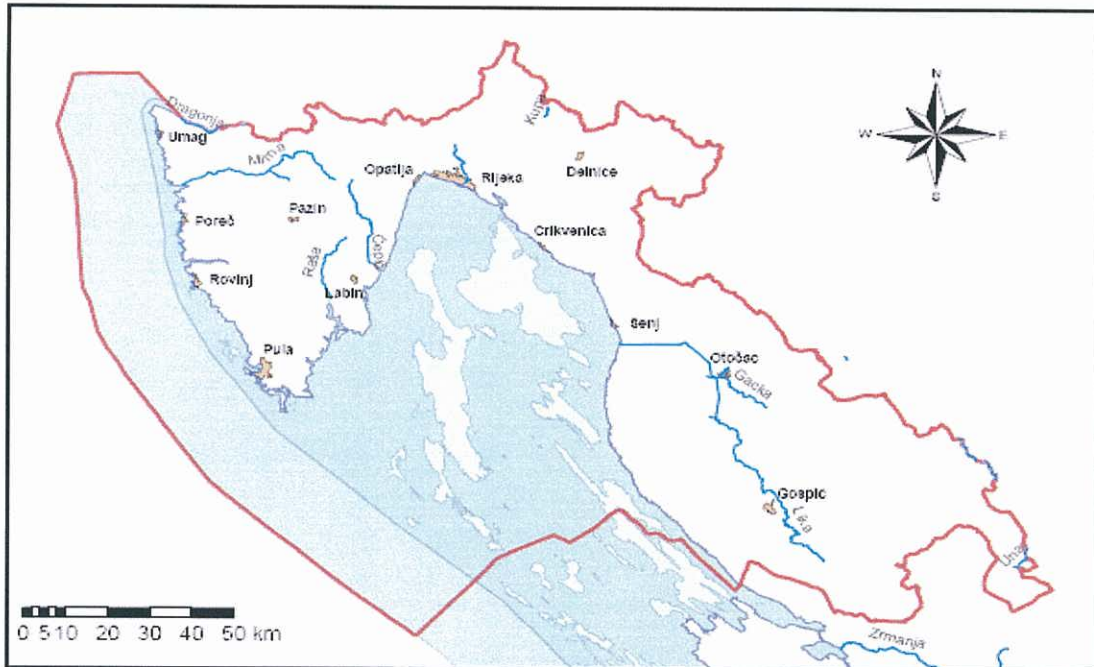 N
W E
S
Dragonja
Umag
Kupa
Mirna
Opatija
Rijeka
Delnice
Poreč
Pazin
Crikvenica
Raša
Rovinj
Labin
Senj
Pula
Otočac
Gacka
Gospić
Lika
Una
Zrmanja
0 5 10 20 30 40 50 km